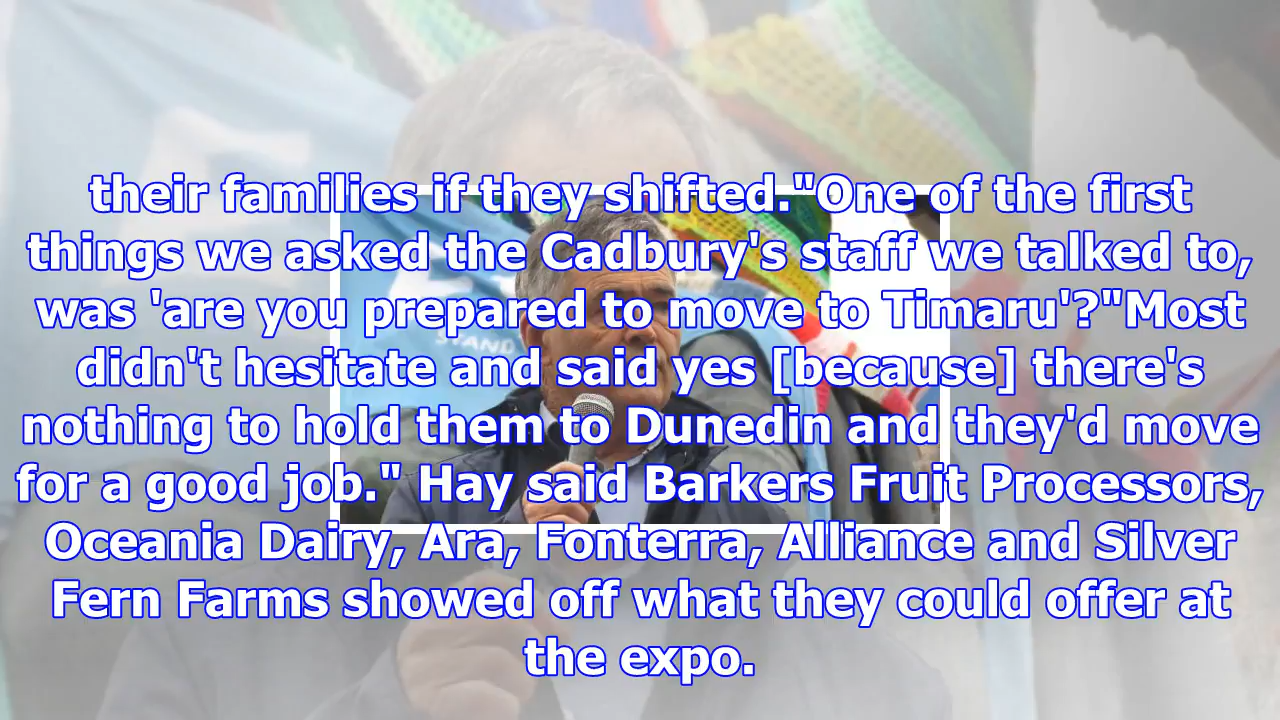 their families if they shifted."One of the first
things we asked the Cadbury's staff we talked to,
was 'are you prepared to move to Timaru'?"Most
didn't hesitate and said yes [because] there's
nothing to hold them to Dunedin and they'd move
for a good job." Hay said Barkers Fruit Processors,
Oceania Dairy, Ara, Fonterra, Alliance and Silver
Fern Farms showed off what they could offer at
the expo.
STAND